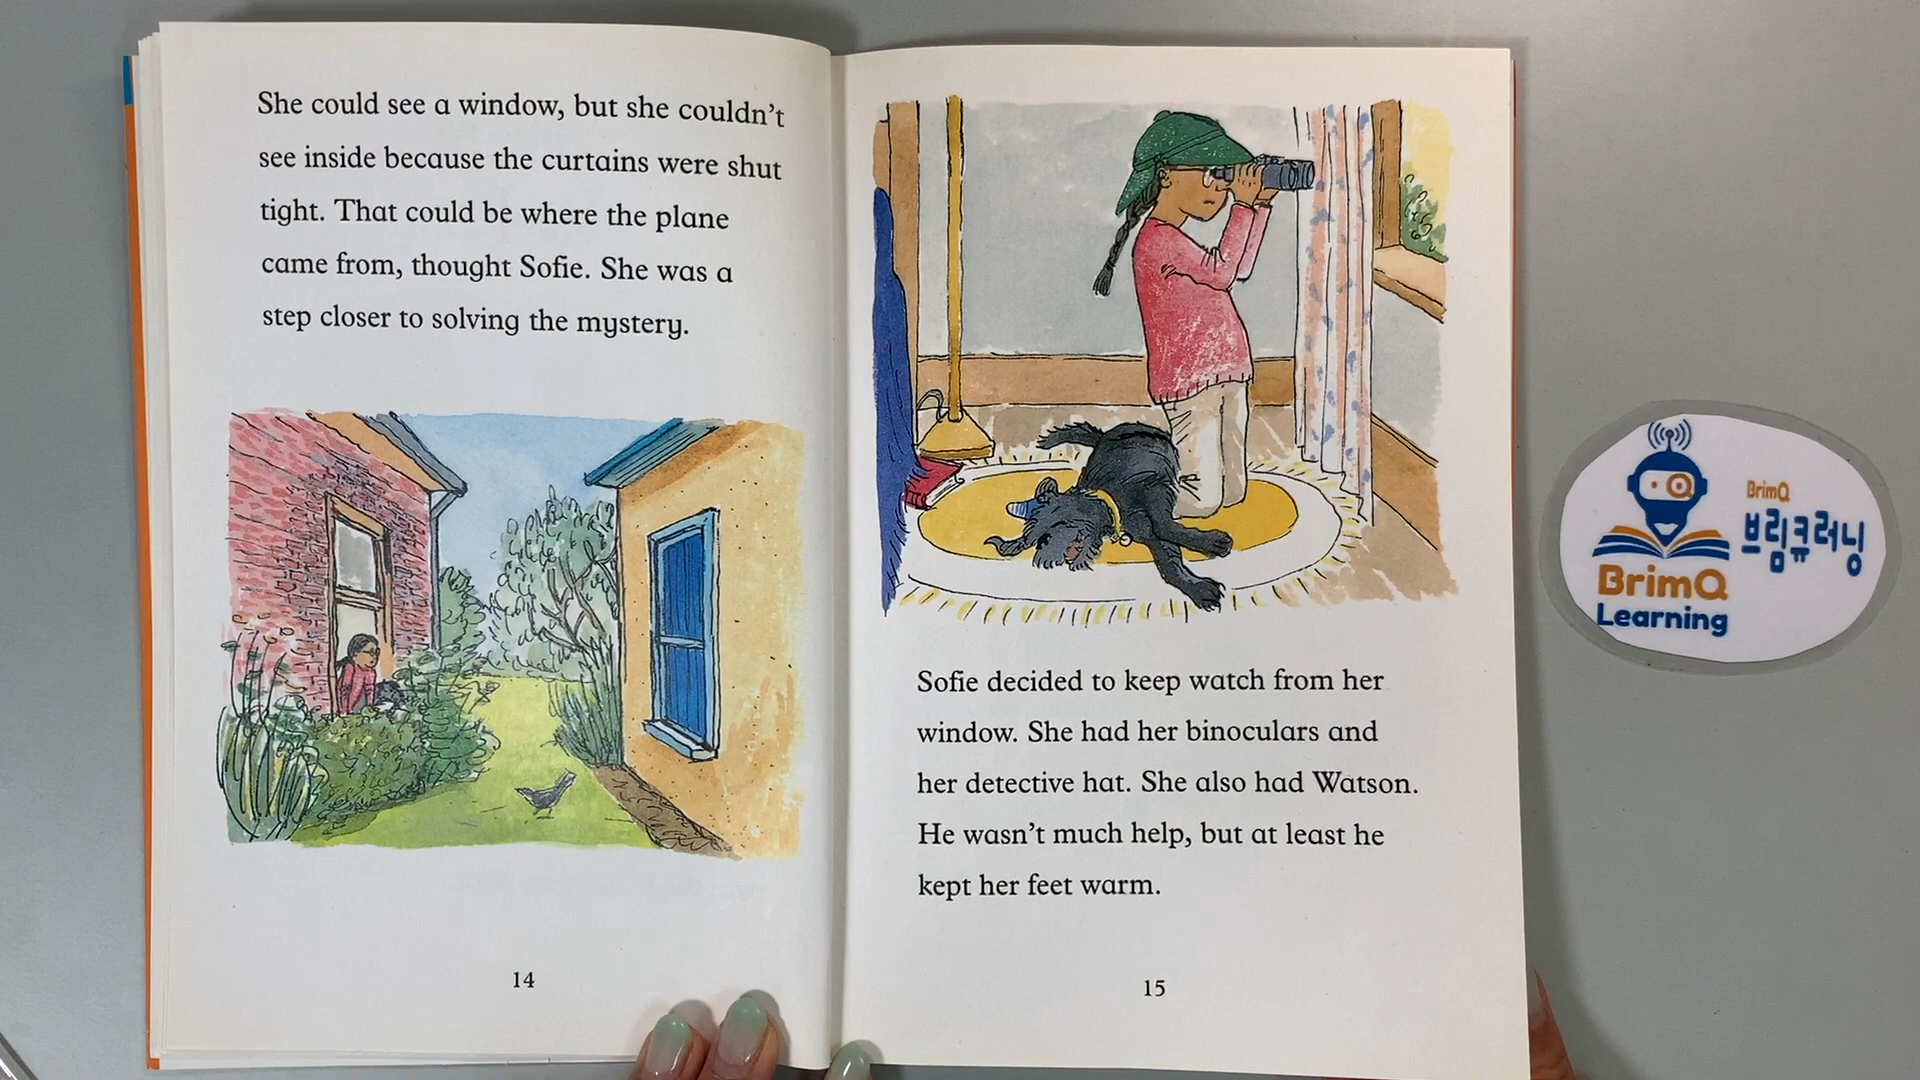 She could see a window, but she couldn't
see inside because the curtains were shut
tight. That could be where the plane
came from, thought Sofie. She was a
step closer to solving the mystery.
14
Sofie decided to keep watch from her
window. She had her binoculars and
her detective hat. She also had Watson.
He wasn't much help, but at least he
kept her feet warm.
15
BrimQ
브림큐러닝
BrimQ
Learning